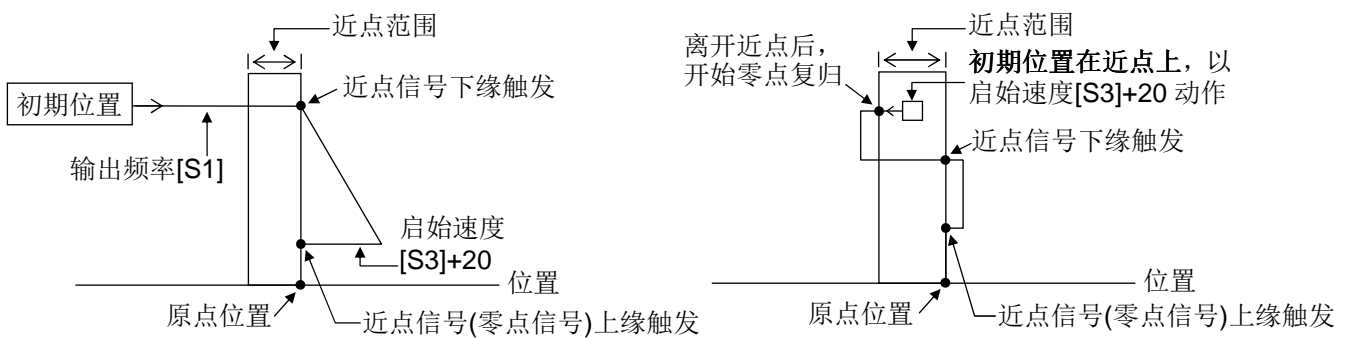 近点范围
近点信号下缘触发
初期位置
输出频率[S1]
启始速度
[S3]+20
位置
原点位置
近点信号(零点信号)上缘触发
近点范围
离开近点后，
开始零点复归
初期位置在近点上，以
启始速度[S3]+20 动作
近点信号下缘触发
位置
原点位置
近点信号(零点信号)上缘触发